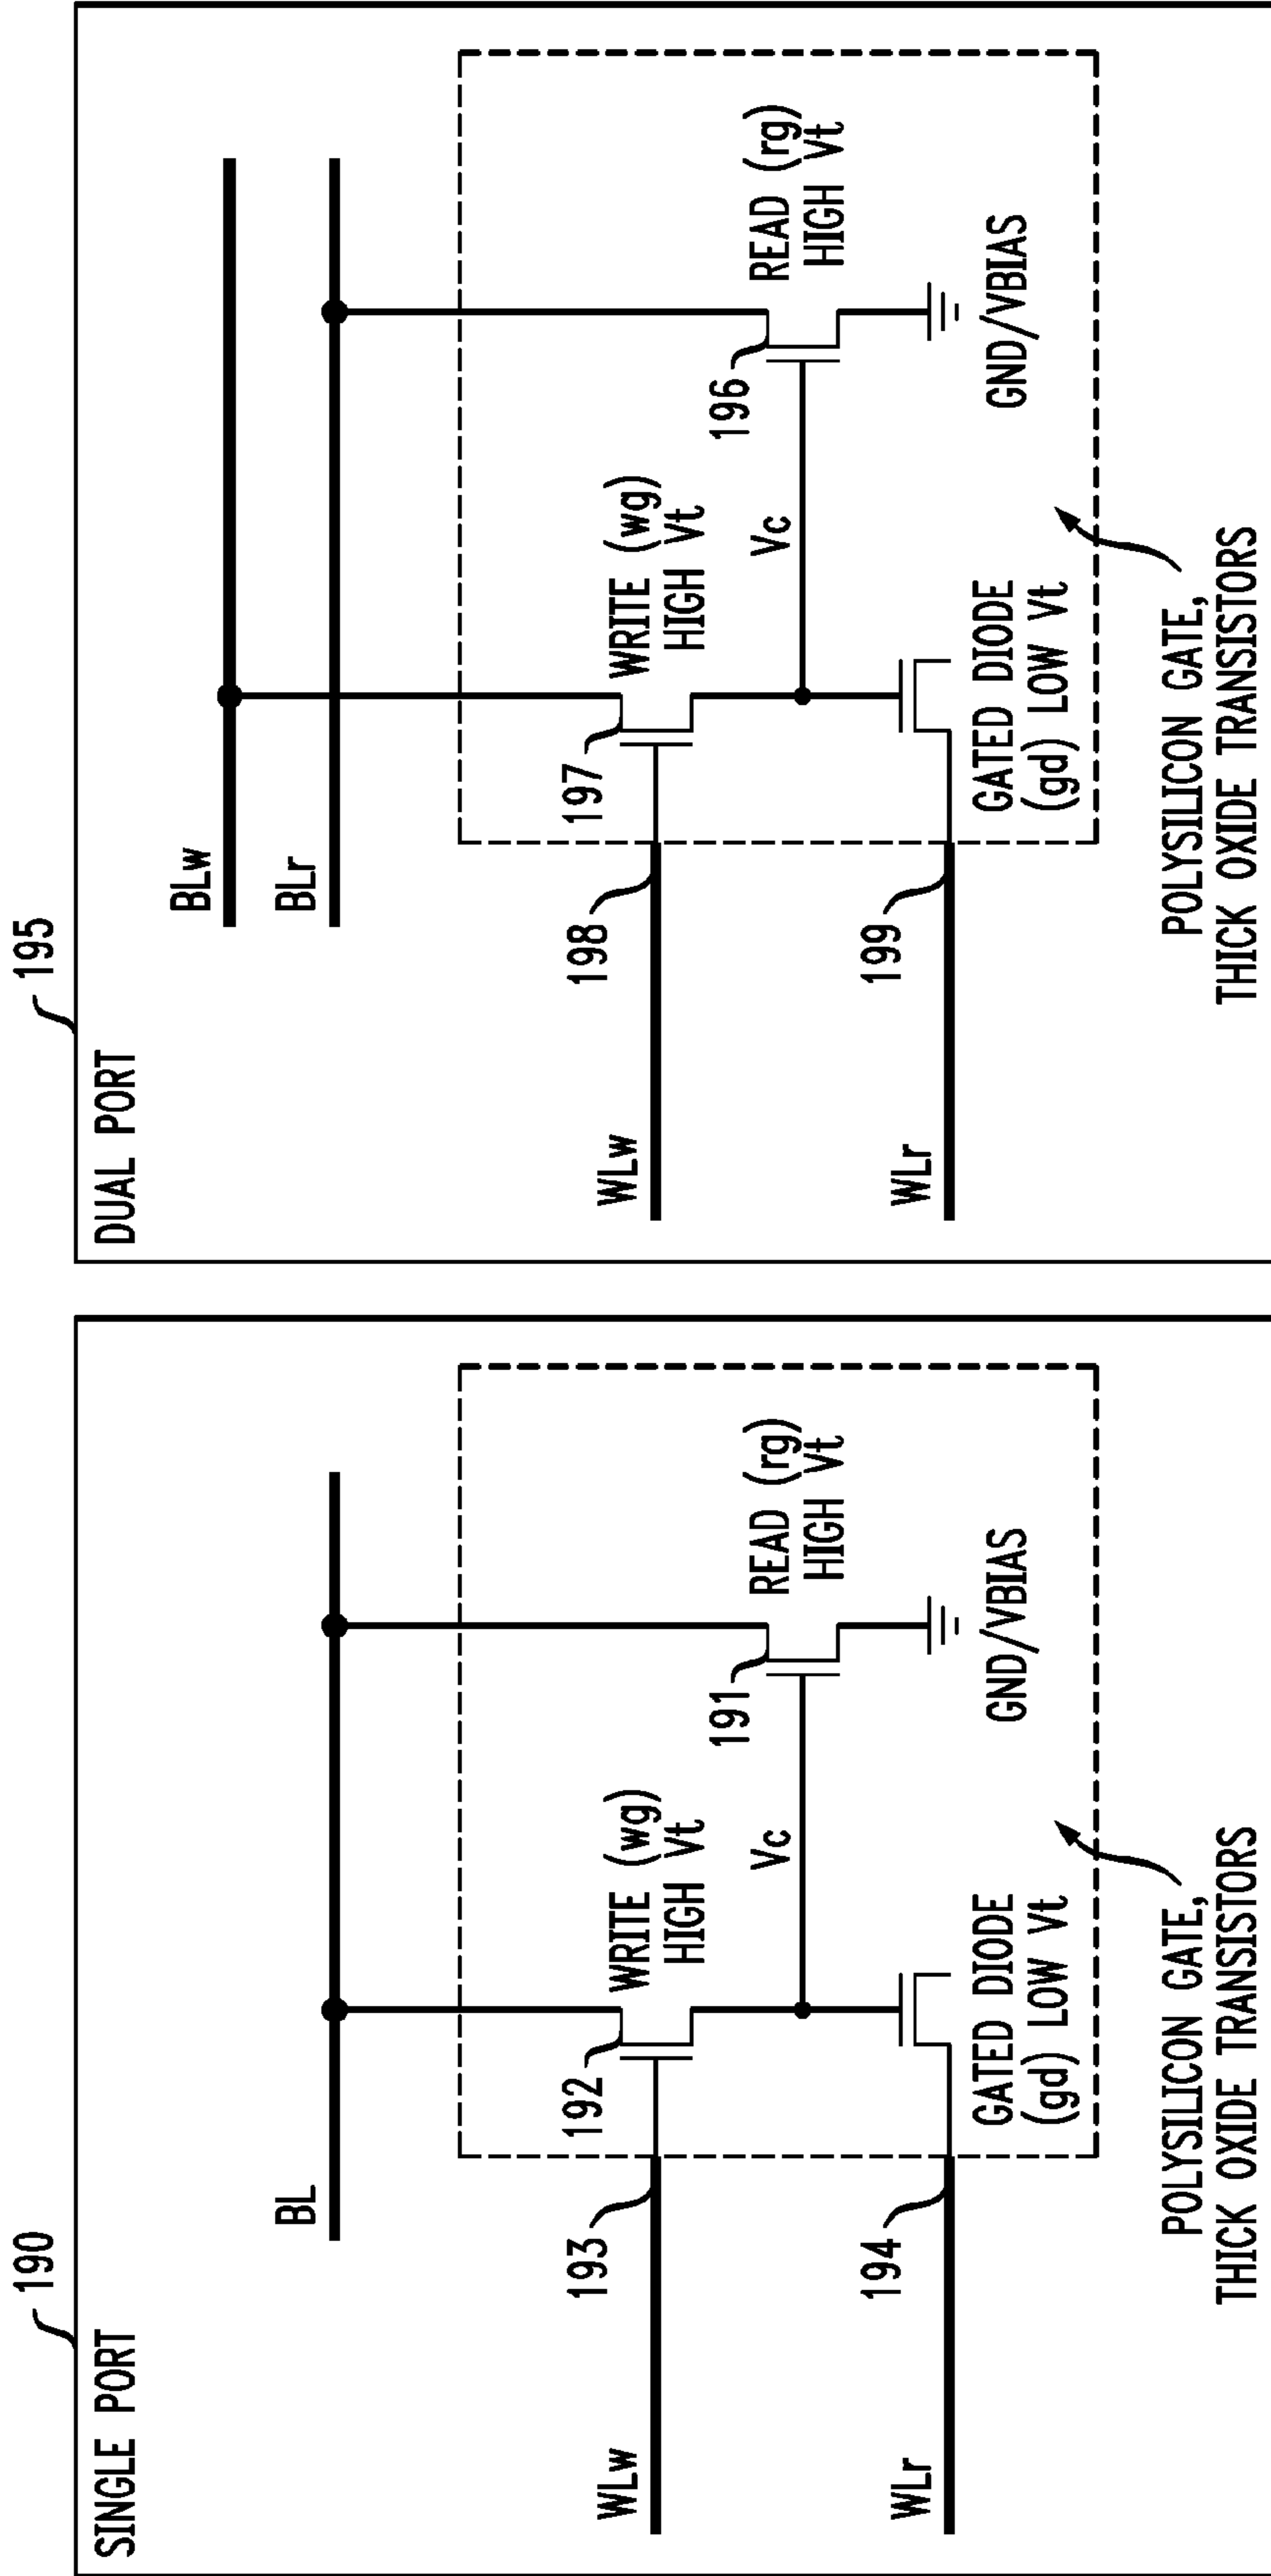 190
SINGLE PORT
BL
WLw
193
192
WRITE (wg)
HIGH Vt
Vc
191
READ (rg)
HIGH Vt
WLr
194
GATED DIODE
(gd) LOW Vt
GND/VBIAS
POLYSILICON GATE,
THICK OXIDE TRANSISTORS
195
DUAL PORT
BLw
BLr
WLw
198
197
WRITE (wg)
HIGH Vt
Vc
196
READ (rg)
HIGH Vt
WLr
199
GATED DIODE
(gd) LOW Vt
GND/VBIAS
POLYSILICON GATE,
THICK OXIDE TRANSISTORS